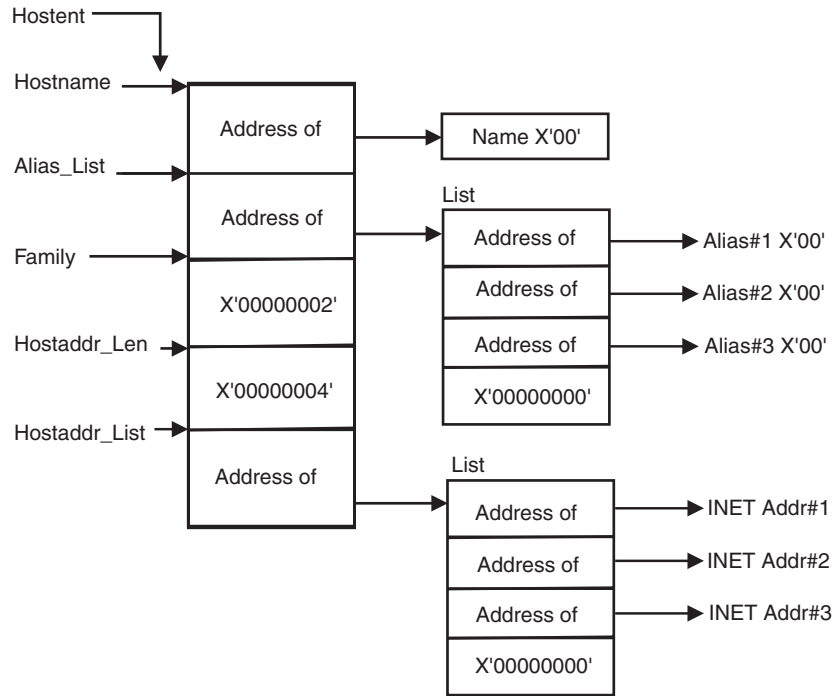 Hostent
Hostname
Address of
Name X'00'
Alias_List
List
Address of
Address of
Alias#1 X'00'
Family
X'00000002'
Address of
Alias#2 X'00'
Hostaddr_Len
Address of
Alias#3 X'00'
X'00000004'
X'00000000'
Hostaddr_List
Address of
List
Address of
INET Addr#1
Address of
INET Addr#2
Address of
INET Addr#3
X'00000000'